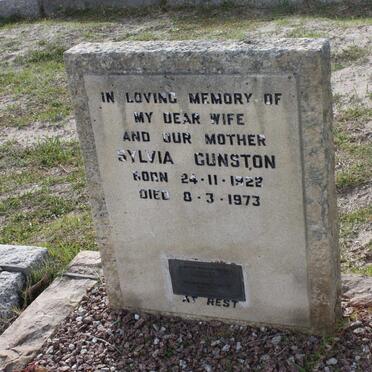 IN LOVING MEMORY OF
MY DEAR WIFE
AND OUR MOTHER
SYLVIA GUNSTON
BORN 24-11-1922
DIED 8-3-1973
AT REST